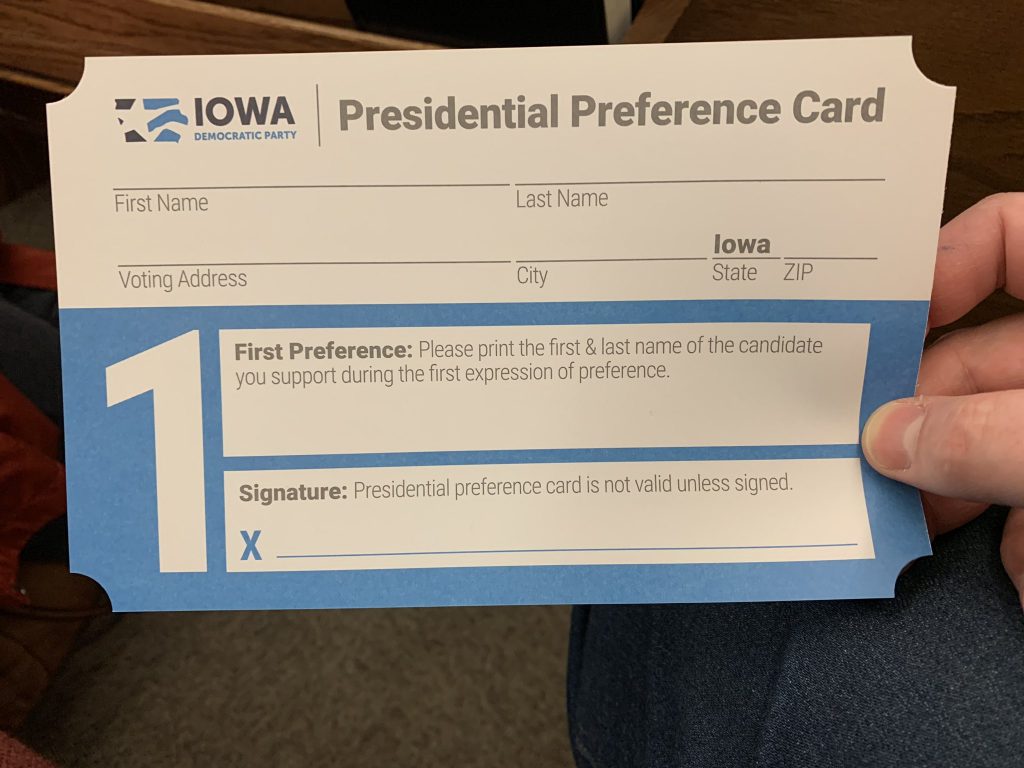 IOWA
DEMOCRATIC PARTY
Presidential Preference Card
First Name
Last Name
Iowa
Voting Address
City
State
ZIP
1
First Preference: Please print the first & last name of the candidate
you support during the first expression of preference.
Signature: Presidential preference card is not valid unless signed.
X